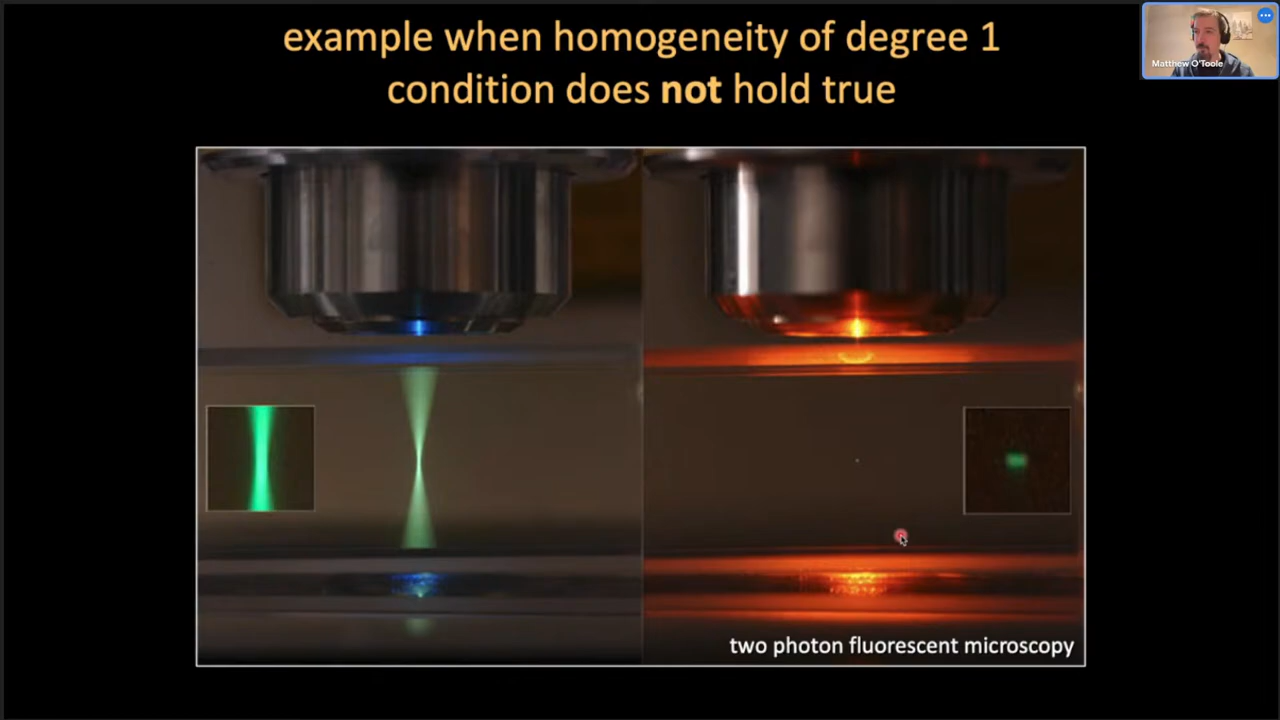 example when homogeneity of degree 1
condition does not hold true
Matthew O'Toole
two photon fluorescent microscopy